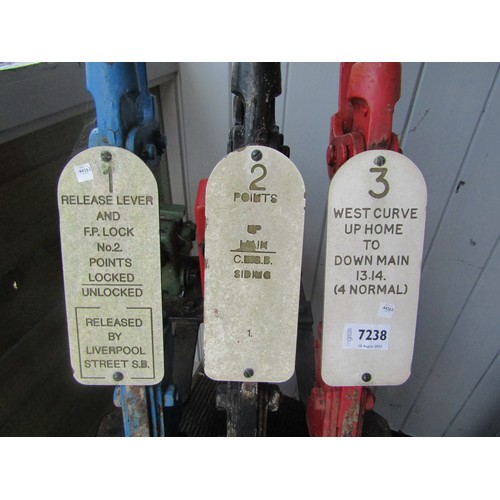 1
RELEASE LEVER
AND
F.P. LOCK
No.2.
POINTS
LOCKED
UNLOCKED
RELEASED
BY
LIVERPOOL
STREET S.B.
2
POINTS
UP
MAIN
SIDING
1.
3
WEST CURVE
UP HOME
TO
DOWN MAIN
13.14.
(4 NORMAL)
7238